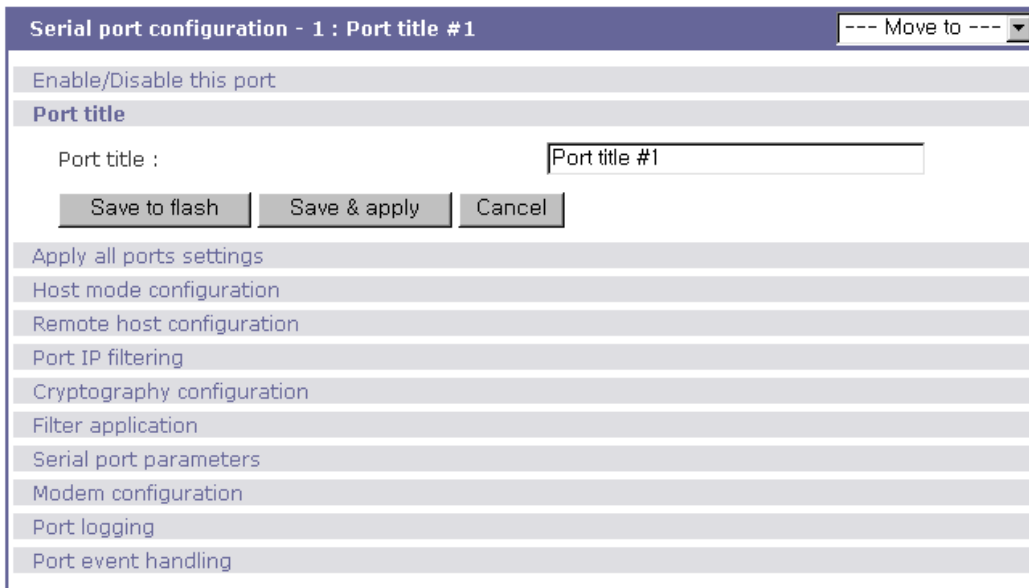 Serial port configuration - 1 : Port title #1 --- Move to ---
Enable/Disable this port
Port title
Port title : Port title #1
Save to flash Save & apply Cancel
Apply all ports settings
Host mode configuration
Remote host configuration
Port IP filtering
Cryptography configuration
Filter application
Serial port parameters
Modem configuration
Port logging
Port event handling